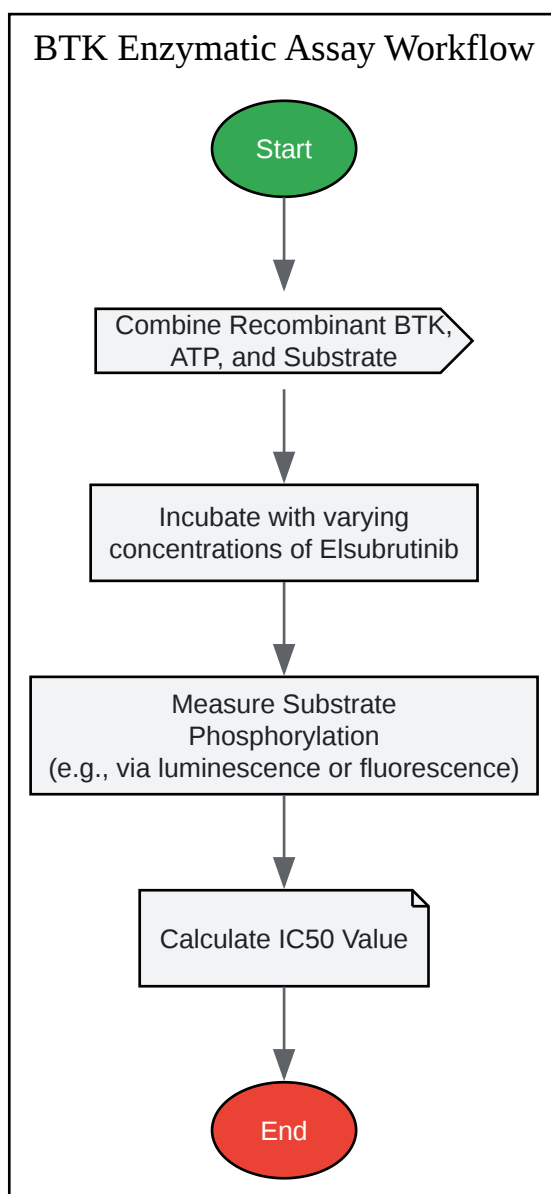 BTK Enzymatic Assay Workflow
Start
Combine Recombinant BTK,
ATP, and Substrate
Incubate with varying
concentrations of Elsubrutinib
Measure Substrate
Phosphorylation
(e.g., via luminescence or fluorescence)
Calculate IC50 Value
End